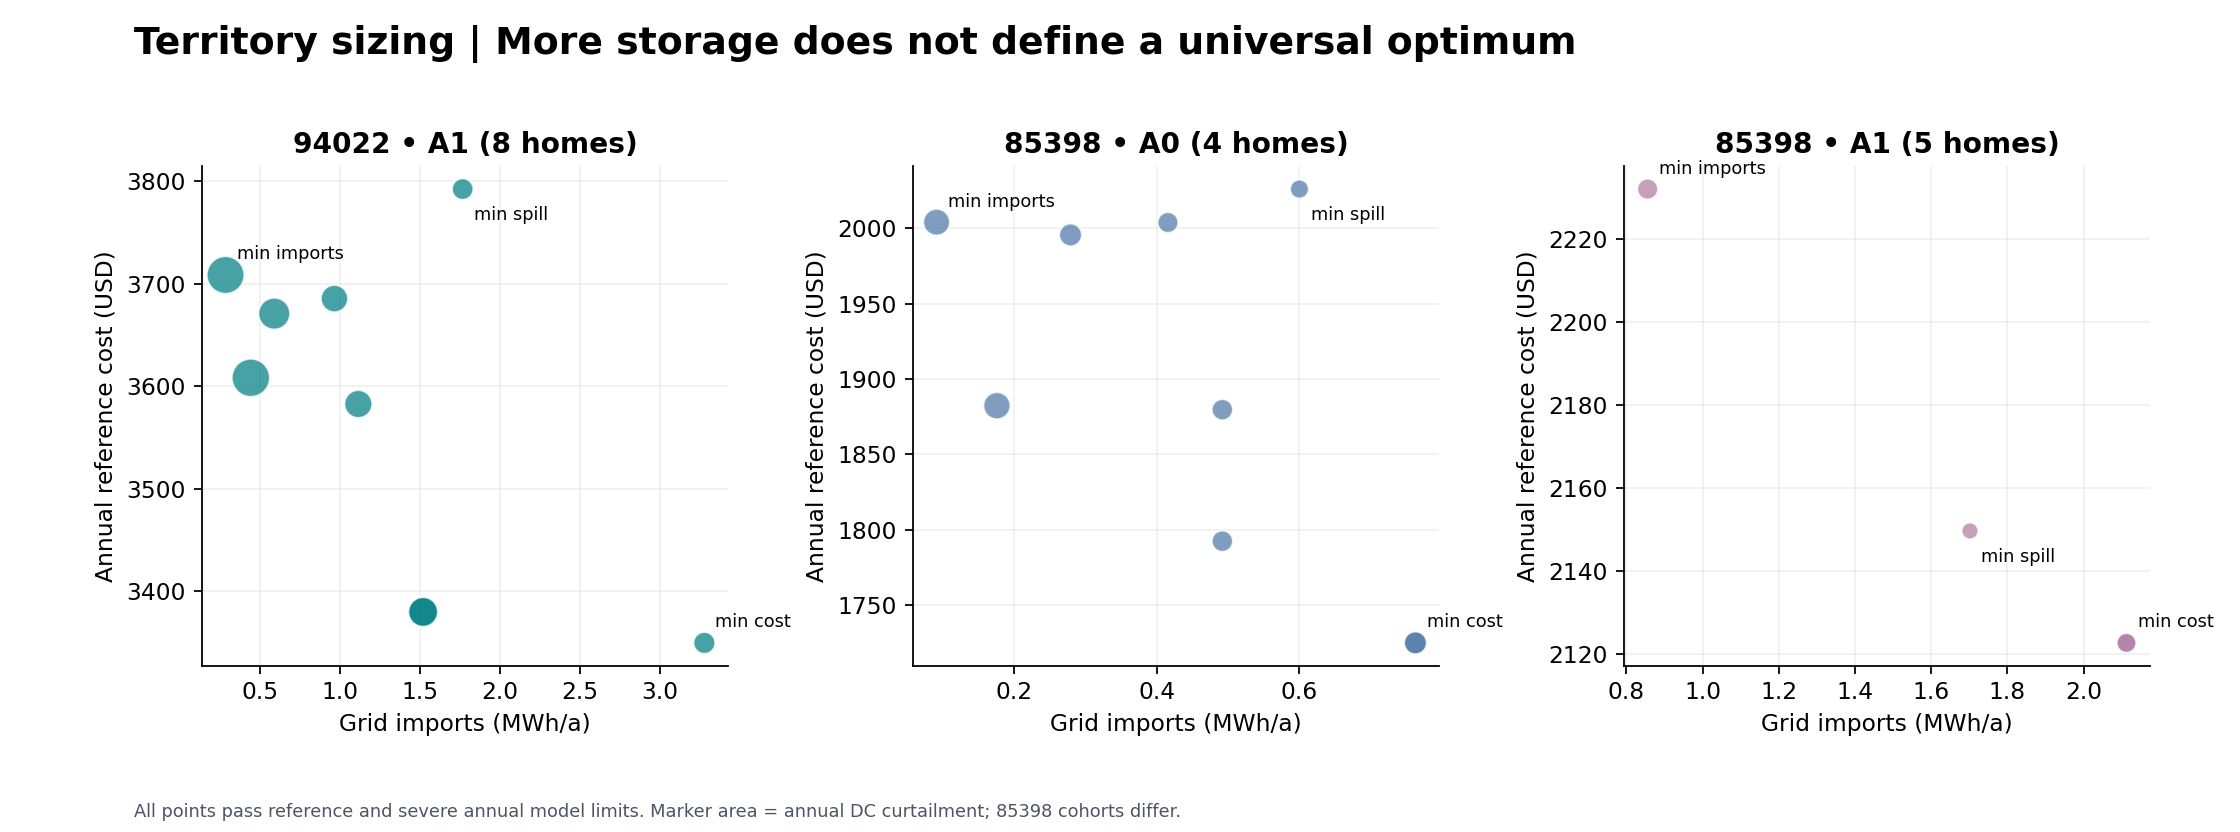 Territory sizing | More storage does not define a universal optimum
94022 • A1 (8 homes)
Annual reference cost (USD)
3800
3700
3600
3500
3400
min spill
min imports
min cost
0.5 1.0 1.5 2.0 2.5 3.0
Grid imports (MWh/a)
85398 • A0 (4 homes)
Annual reference cost (USD)
2000
1950
1900
1850
1800
1750
min imports
min spill
min cost
0.2 0.4 0.6
Grid imports (MWh/a)
85398 • A1 (5 homes)
Annual reference cost (USD)
2220
2200
2180
2160
2140
2120
min imports
min spill
min cost
0.8 1.0 1.2 1.4 1.6 1.8 2.0
Grid imports (MWh/a)
All points pass reference and severe annual model limits. Marker area = annual DC curtailment; 85398 cohorts differ.